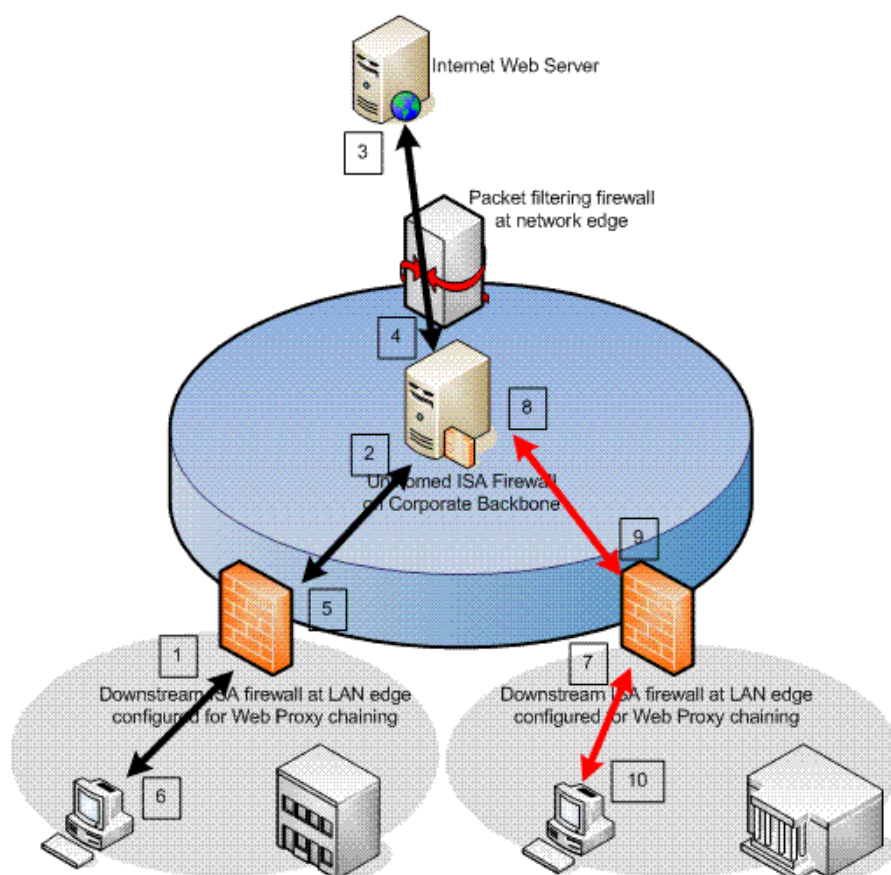 Internet Web Server
3
Packet filtering firewall
at network edge
4
8
2
Unihomed ISA Firewall
on Corporate Backbone
9
5
1
7
Downstream ISA firewall at LAN edge
configured for Web Proxy chaining
Downstream ISA firewall at LAN edge
configured for Web Proxy chaining
6
10